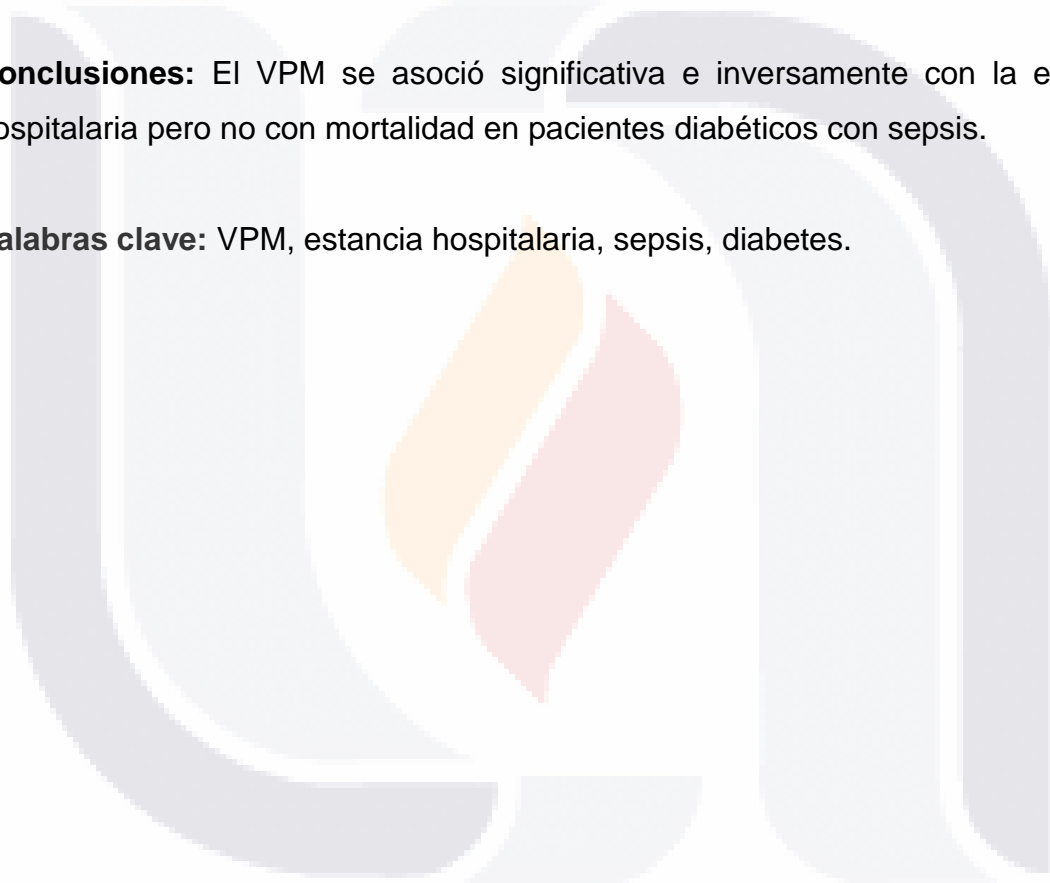 onclusiones: El VPM se asoció significativa e inversamente con la e
ospitalaria pero no con mortalidad en pacientes diabéticos con sepsis.
alabras clave: VPM, estancia hospitalaria, sepsis, diabetes.